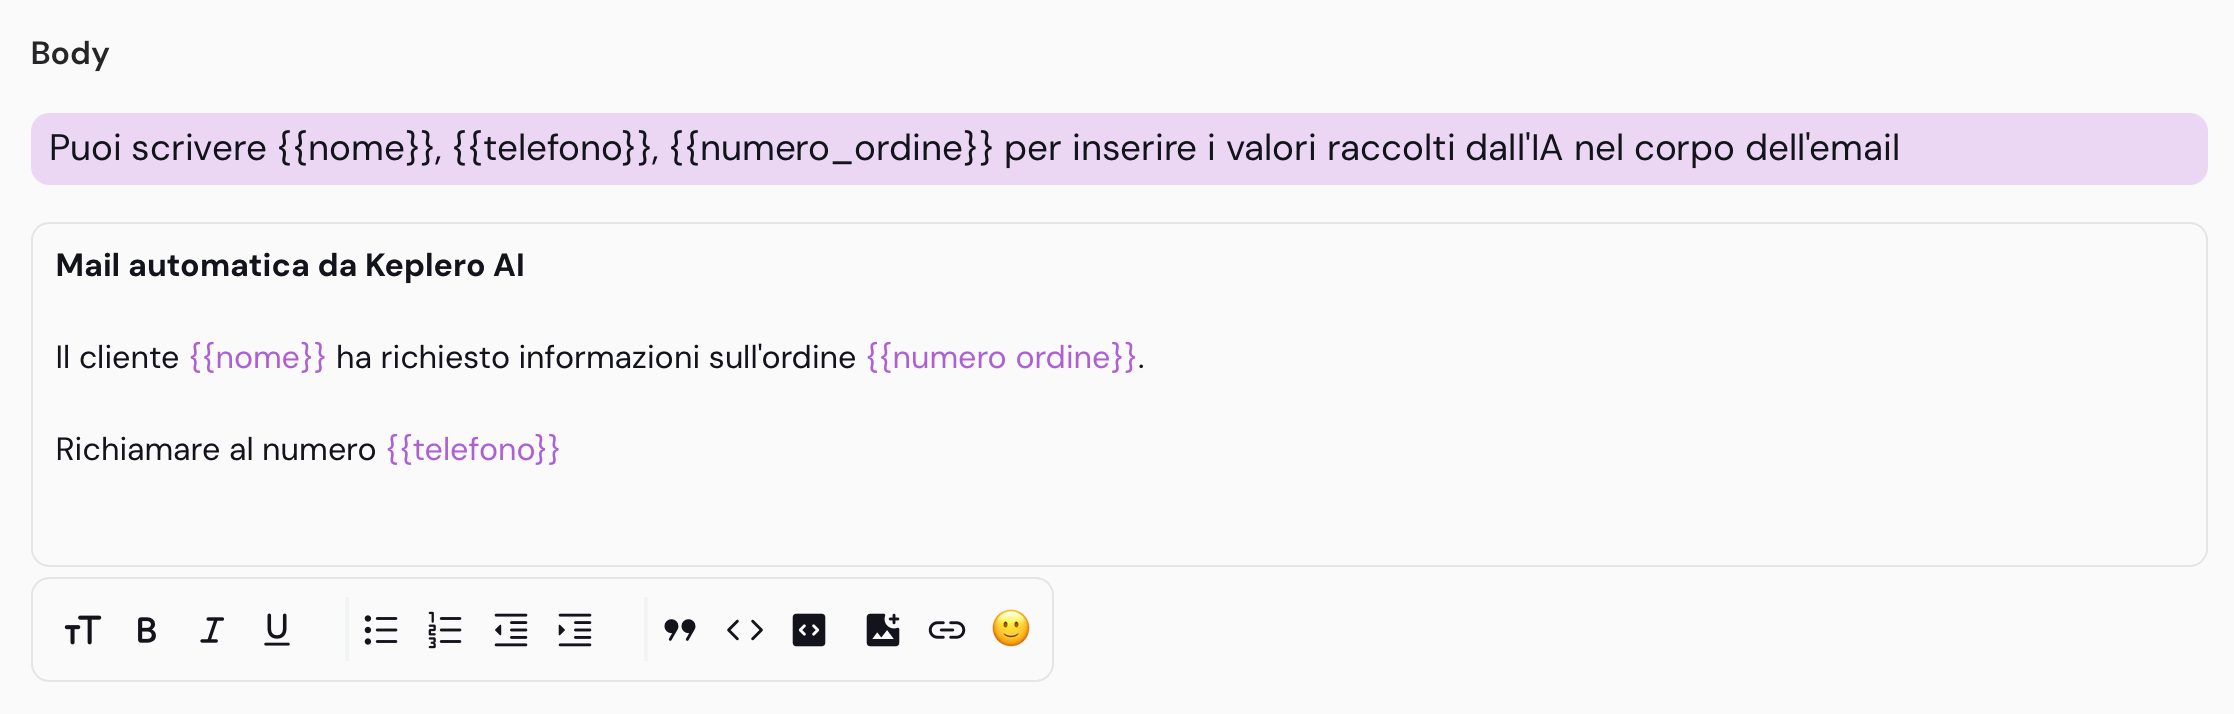 Body
Puoi scrivere {{nome}}, {{telefono}}, {{numero_ordine}} per inserire i valori raccolti dall'IA nel corpo dell'email
Mail automatica da Keplero AI
Il cliente {{nome}} ha richiesto informazioni sull'ordine {{numero ordine}}.
Richiamare al numero {{telefono}}